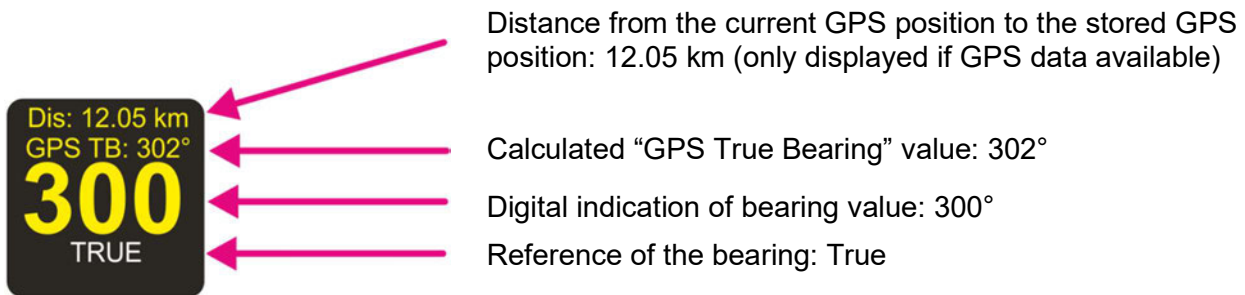 Distance from the current GPS position to the stored GPS
position: 12.05 km (only displayed if GPS data available)
Dis: 12.05 km
GPS TB: 302°
300
TRUE
Calculated “GPS True Bearing” value: 302°
Digital indication of bearing value: 300°
Reference of the bearing: True